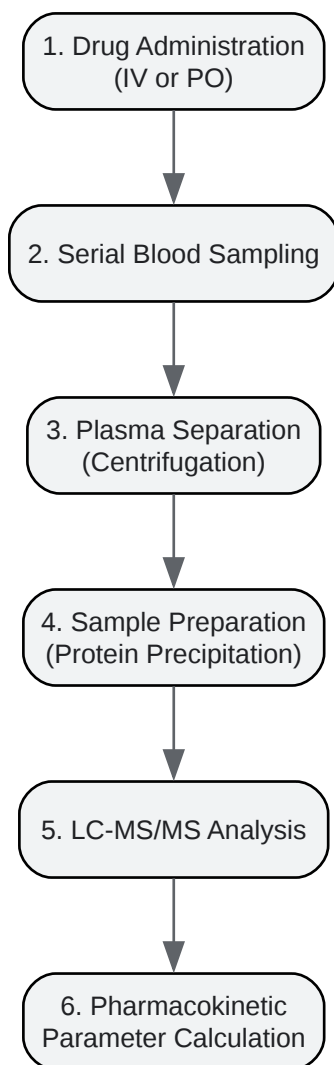 1. Drug Administration
(IV or PO)
2. Serial Blood Sampling
3. Plasma Separation
(Centrifugation)
4. Sample Preparation
(Protein Precipitation)
5. LC-MS/MS Analysis
6. Pharmacokinetic
Parameter Calculation